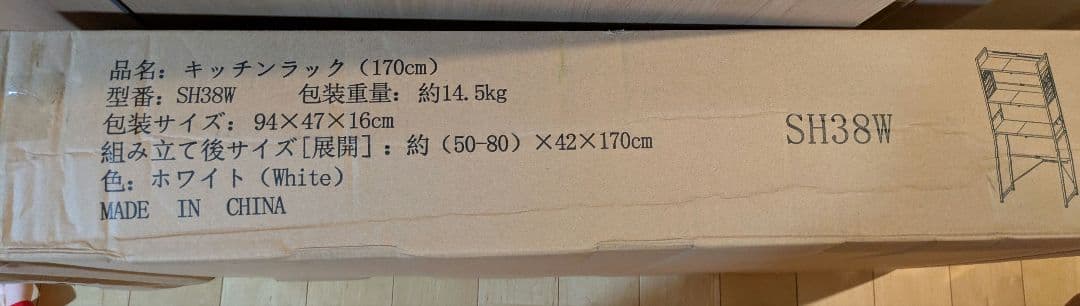 品名: キッチンラック（170cm）
型番: SH38W 包装重量: 約14.5kg
包装サイズ: 94×47×16cm
組み立て後サイズ[展開]: 約（50-80）×42×170cm
色: ホワイト（White）
MADE IN CHINA
SH38W